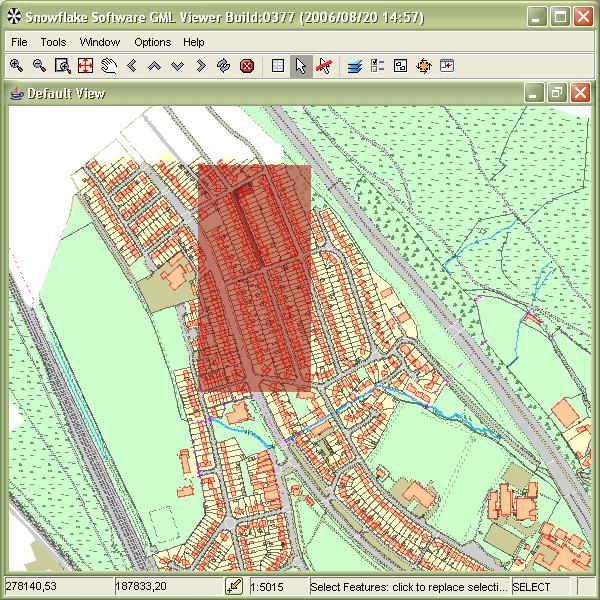 Snowflake Software GML Viewer Build:0377 (2006/08/20 14:57)
File Tools Window Options Help
Default View
278140,53 187833,20 1:5015 Select Features: click to replace selecti... SELECT